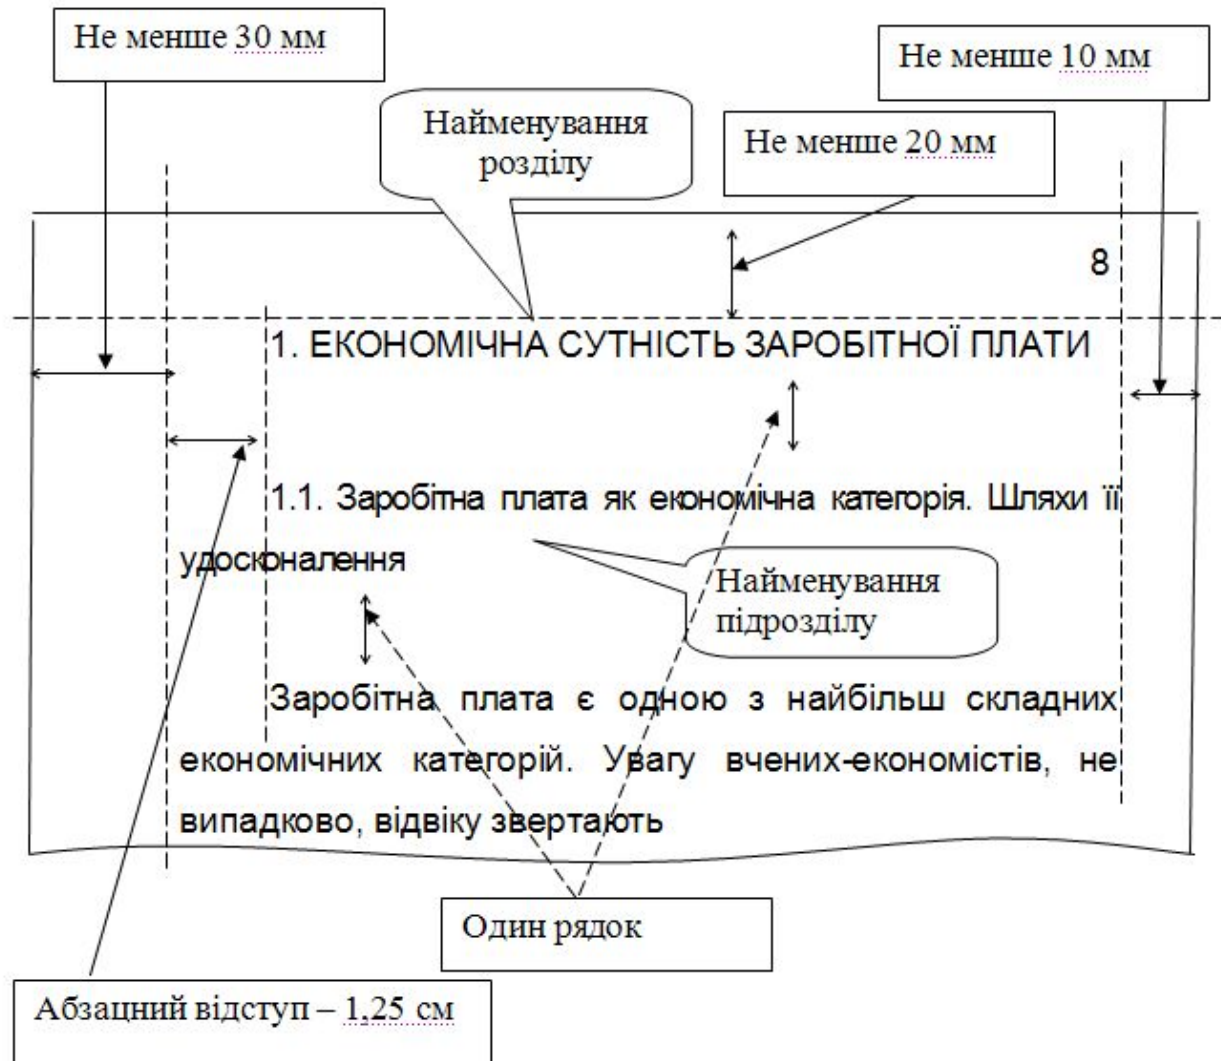 Не менше 30 мм
Не менше 10 мм
Найменування
розділу
Не менше 20 мм
8
1. ЕКОНОМІЧНА СУТНІСТЬ ЗАРОБІТНОЇ ПЛАТИ
1.1. Заробітна плата як економічна категорія. Шляхи її
удосконалення
Найменування
підрозділу
Заробітна плата є одною з найбільш складних
економічних категорій. Увагу вчених-економістів, не
випадково, відвіку звертають
Один рядок
Абзацний відступ – 1,25 см